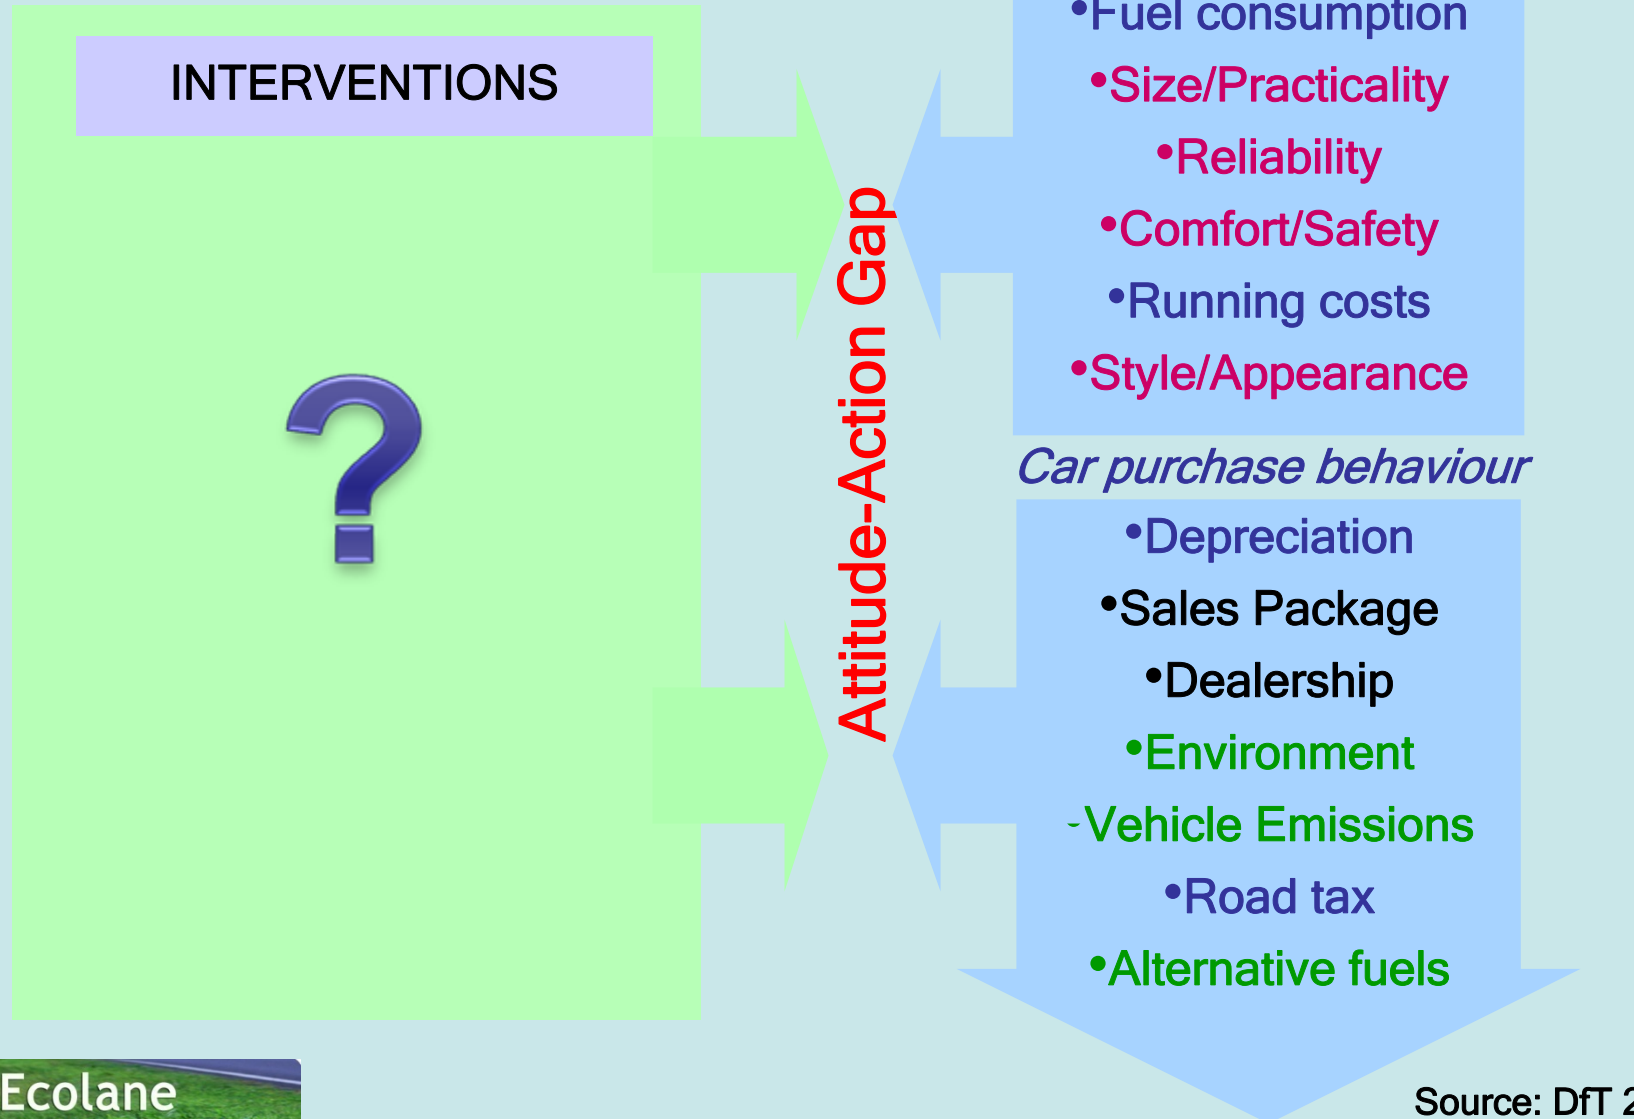 INTERVENTIONS
?
Attitude-Action Gap
•Fuel consumption
•Size/Practicality
•Reliability
•Comfort/Safety
•Running costs
•Style/Appearance
Car purchase behaviour
•Depreciation
•Sales Package
•Dealership
•Environment
-Vehicle Emissions
•Road tax
•Alternative fuels
Ecolane
Source: DfT